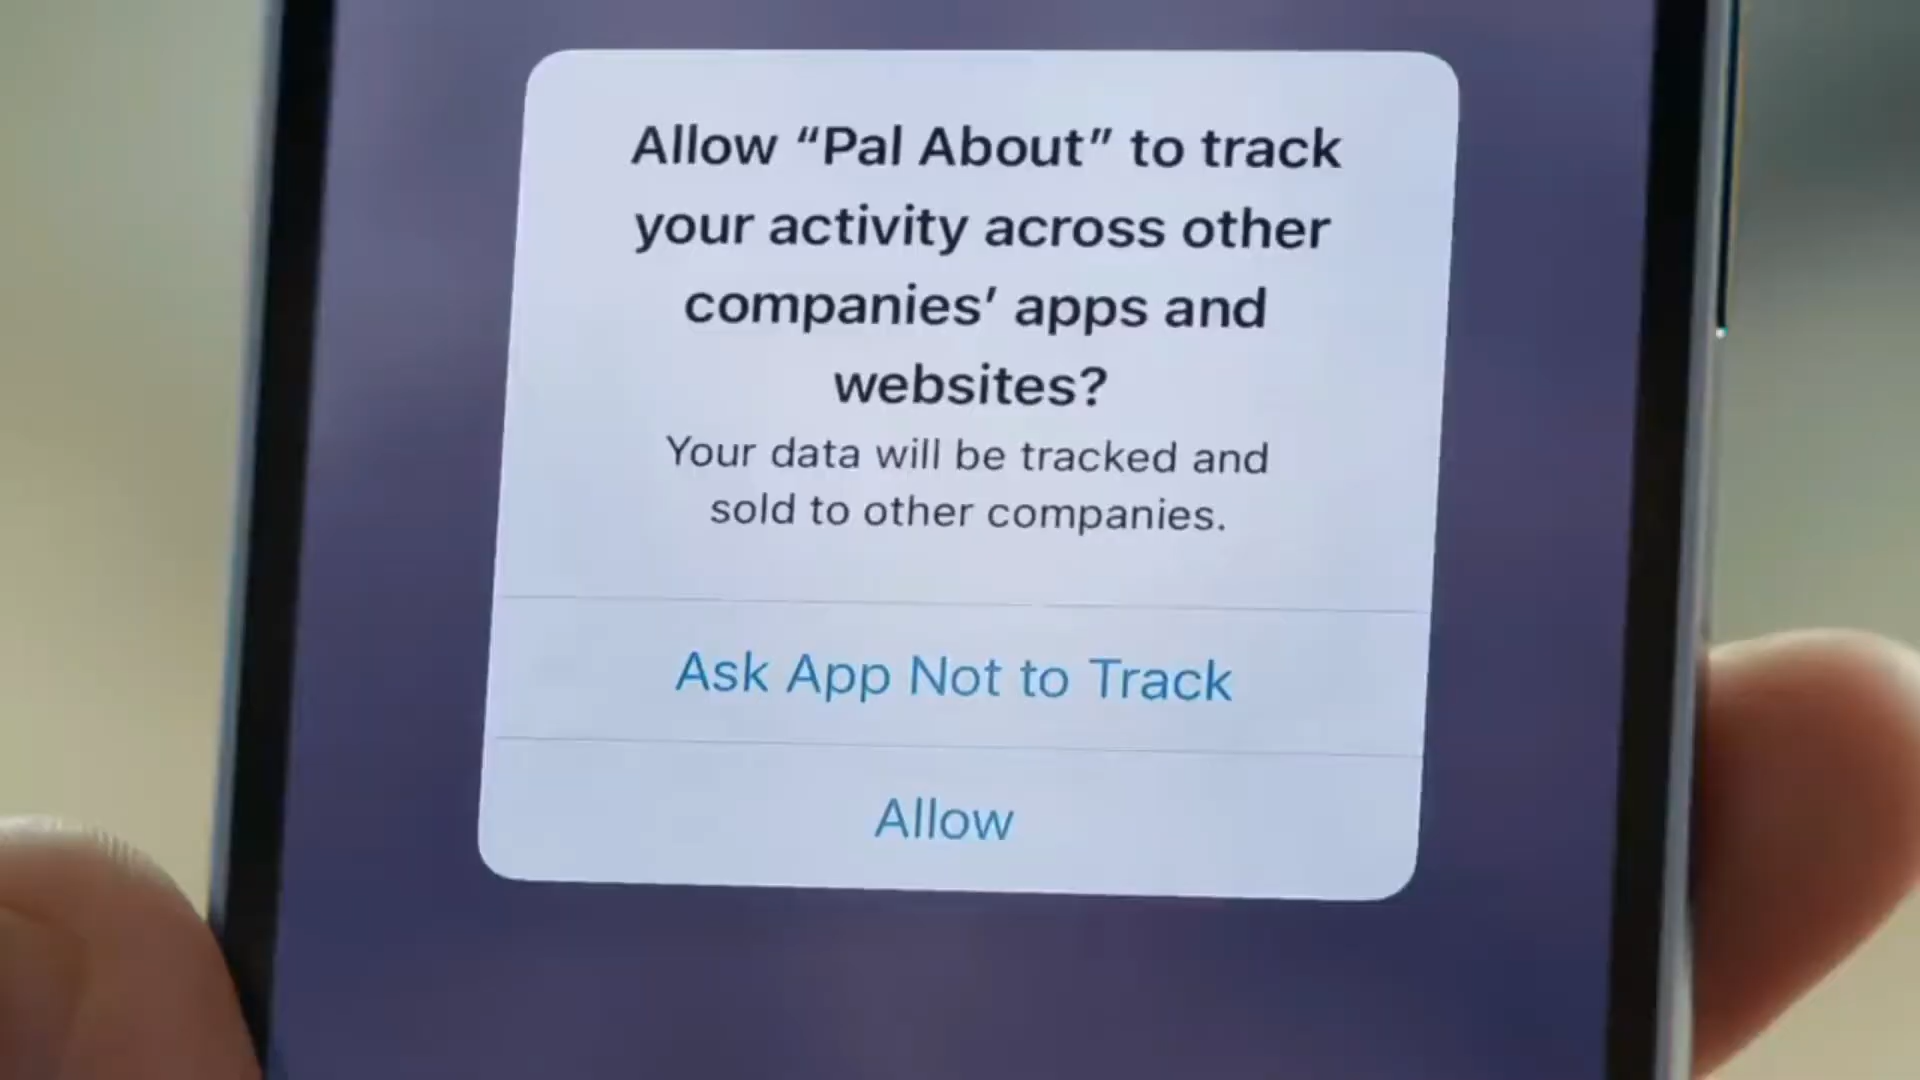 Allow “Pal About” to track
your activity across other
companies’ apps and
websites?
Your data will be tracked and
sold to other companies.
Ask App Not to Track
Allow